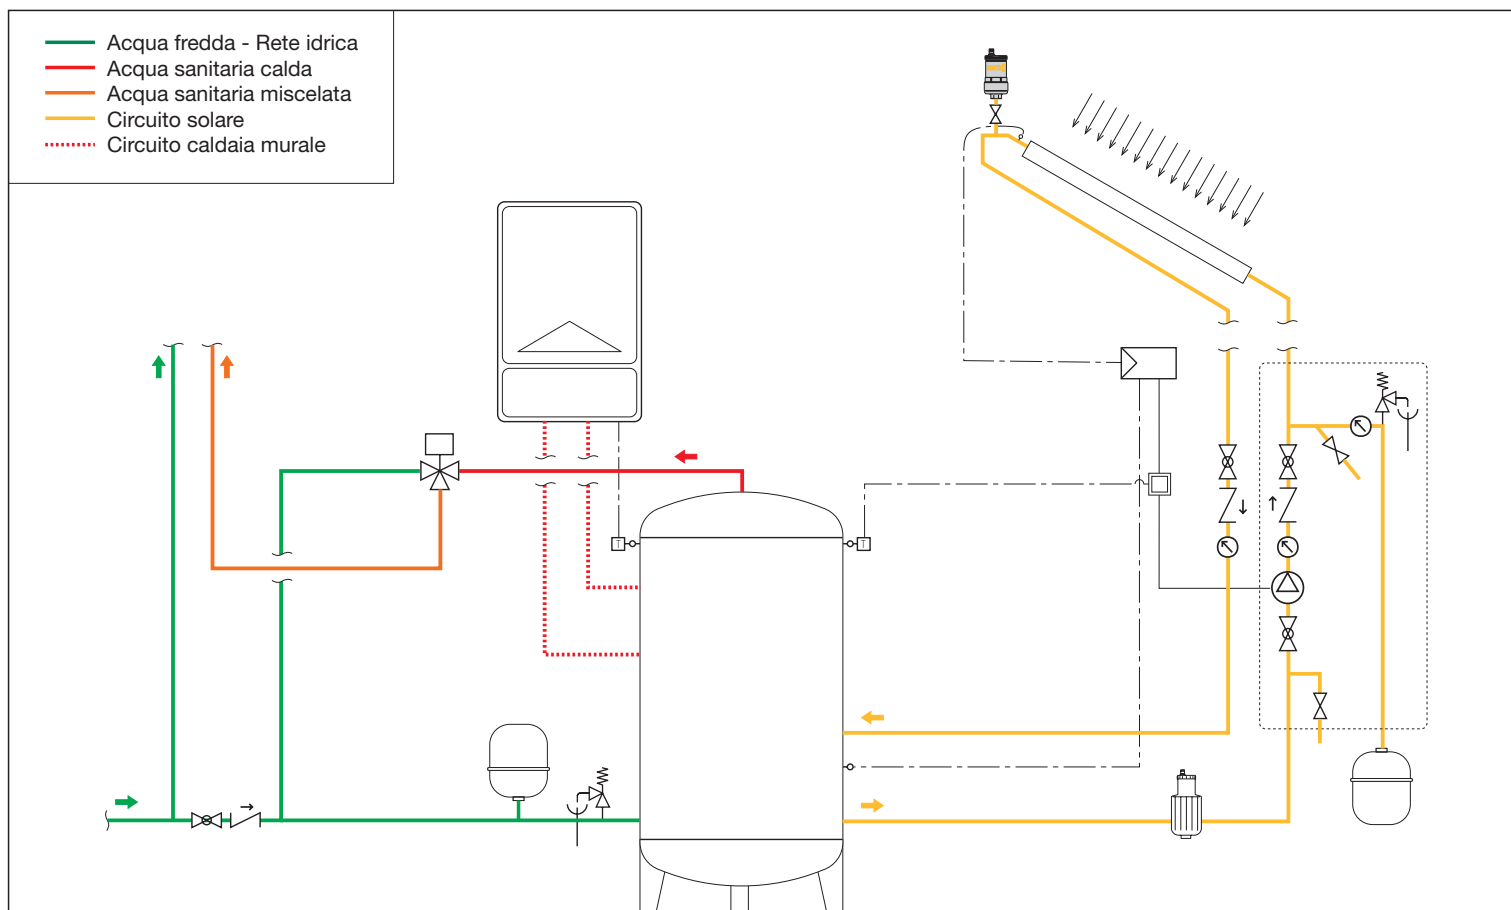 Acqua fredda - Rete idrica
Acqua sanitaria calda
Acqua sanitaria miscelata
Circuito solare
Circuito caldaia murale
T
T